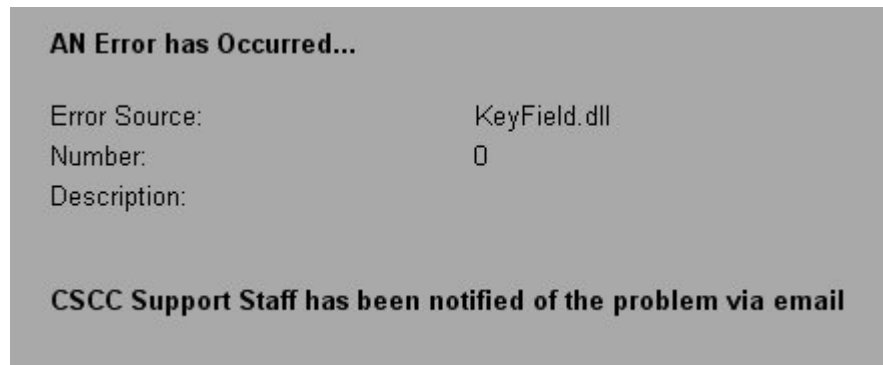 AN Error has Occurred...
Error Source: KeyField.dll
Number: 0
Description:
CSCC Support Staff has been notified of the problem via email